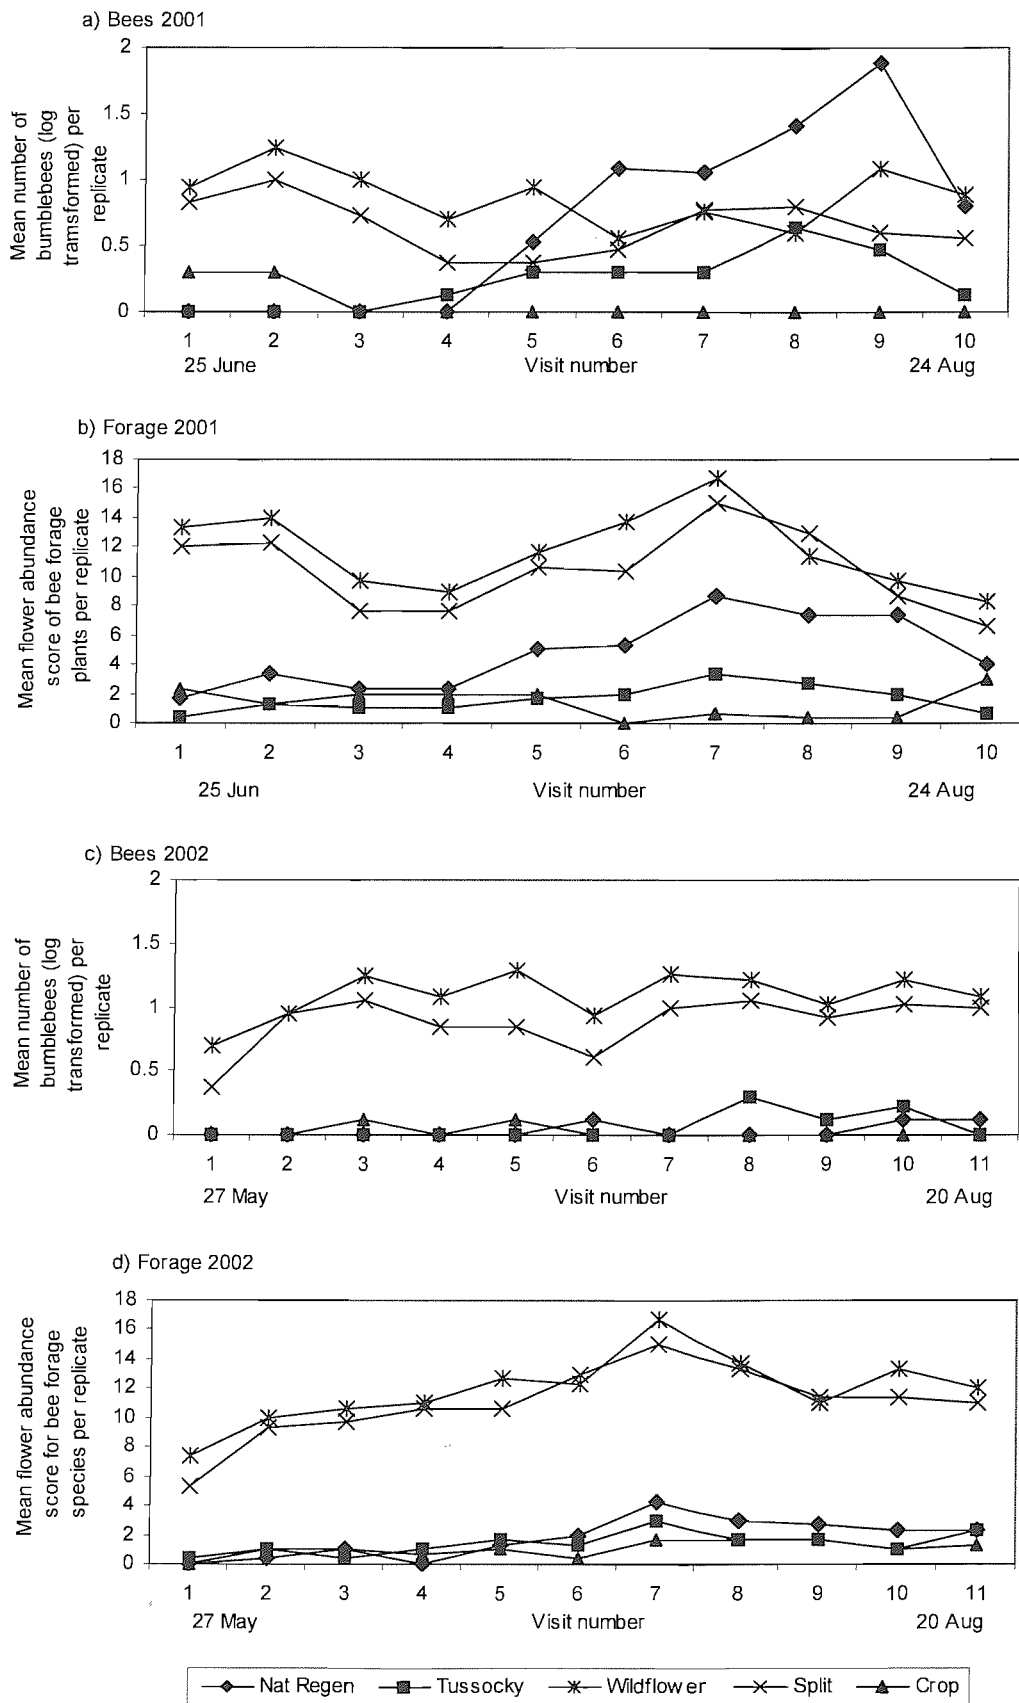 a) Bees 2001
Mean number of
bumblebees (log
tramsformed) per
replicate
2
1.5
1
0.5
0
1 2 3 4 5 6 7 8 9 10
25 June Visit number 24 Aug
b) Forage 2001
Mean flower abundance
score of bee forage
plants per replicate
18
16
14
12
10
8
6
4
2
0
1 2 3 4 5 6 7 8 9 10
25 Jun Visit number 24 Aug
c) Bees 2002
Mean number of
bumblebees (log
transformed) per
replicate
2
1.5
1
0.5
0
1 2 3 4 5 6 7 8 9 10 11
27 May Visit number 20 Aug
d) Forage 2002
Mean flower abundance
score for bee forage
species per replicate
18
16
14
12
10
8
6
4
2
0
1 2 3 4 5 6 7 8 9 10 11
27 May Visit number 20 Aug
Nat Regen Tussocky Wildflower Split Crop